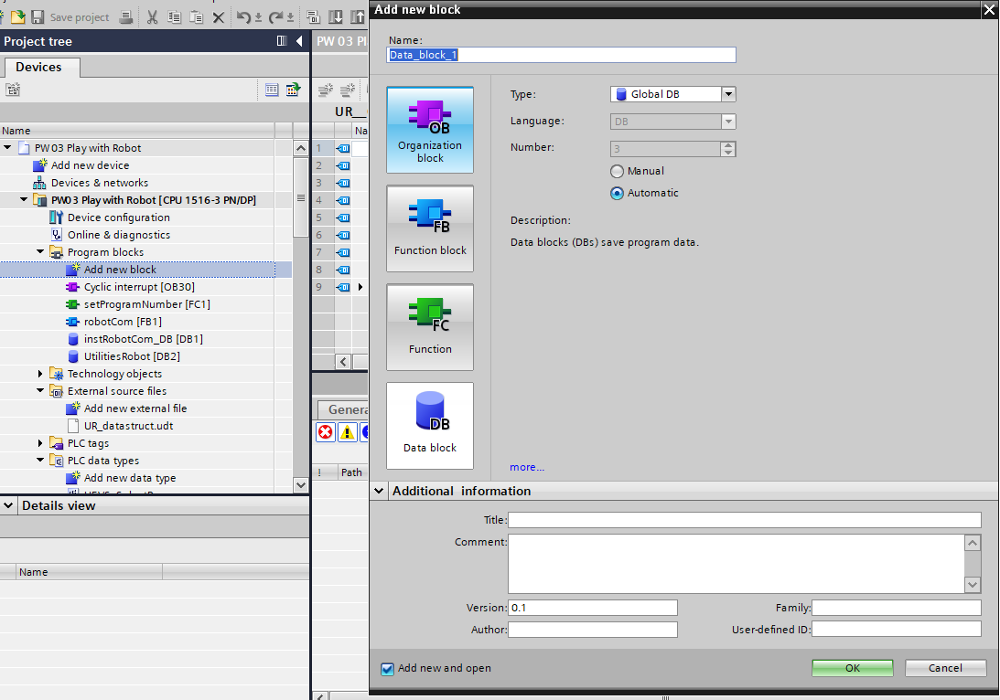 Save project
Project tree
Devices
Name
PW 03 Play with Robot
Add new device
Devices & networks
PW03 Play with Robot [CPU 1516-3 PN/DP]
Device configuration
Online & diagnostics
Program blocks
Add new block
Cyclic interrupt [OB30]
setProgramNumber [FC1]
robotCom [FB1]
instRobotCom_DB [DB1]
UtilitiesRobot [DB2]
Technology objects
External source files
Add new external file
UR_datastruct.udt
PLC tags
PLC data types
Add new data type
Details view
Name
PW 03 Pl
UR_
Na
1
2
3
4
5
6
7
8
9
Genera
! Path
Add new block
Name:
Data_block_1
OB
Organization
block
FB
Function block
FC
Function
DB
Data block
Type: Global DB
Language: DB
Number: 3
Manual
Automatic
Description:
Data blocks (DBs) save program data.
more...
Additional information
Title:
Comment:
Version: 0.1
Family:
Author:
User-defined ID:
Add new and open
OK
Cancel